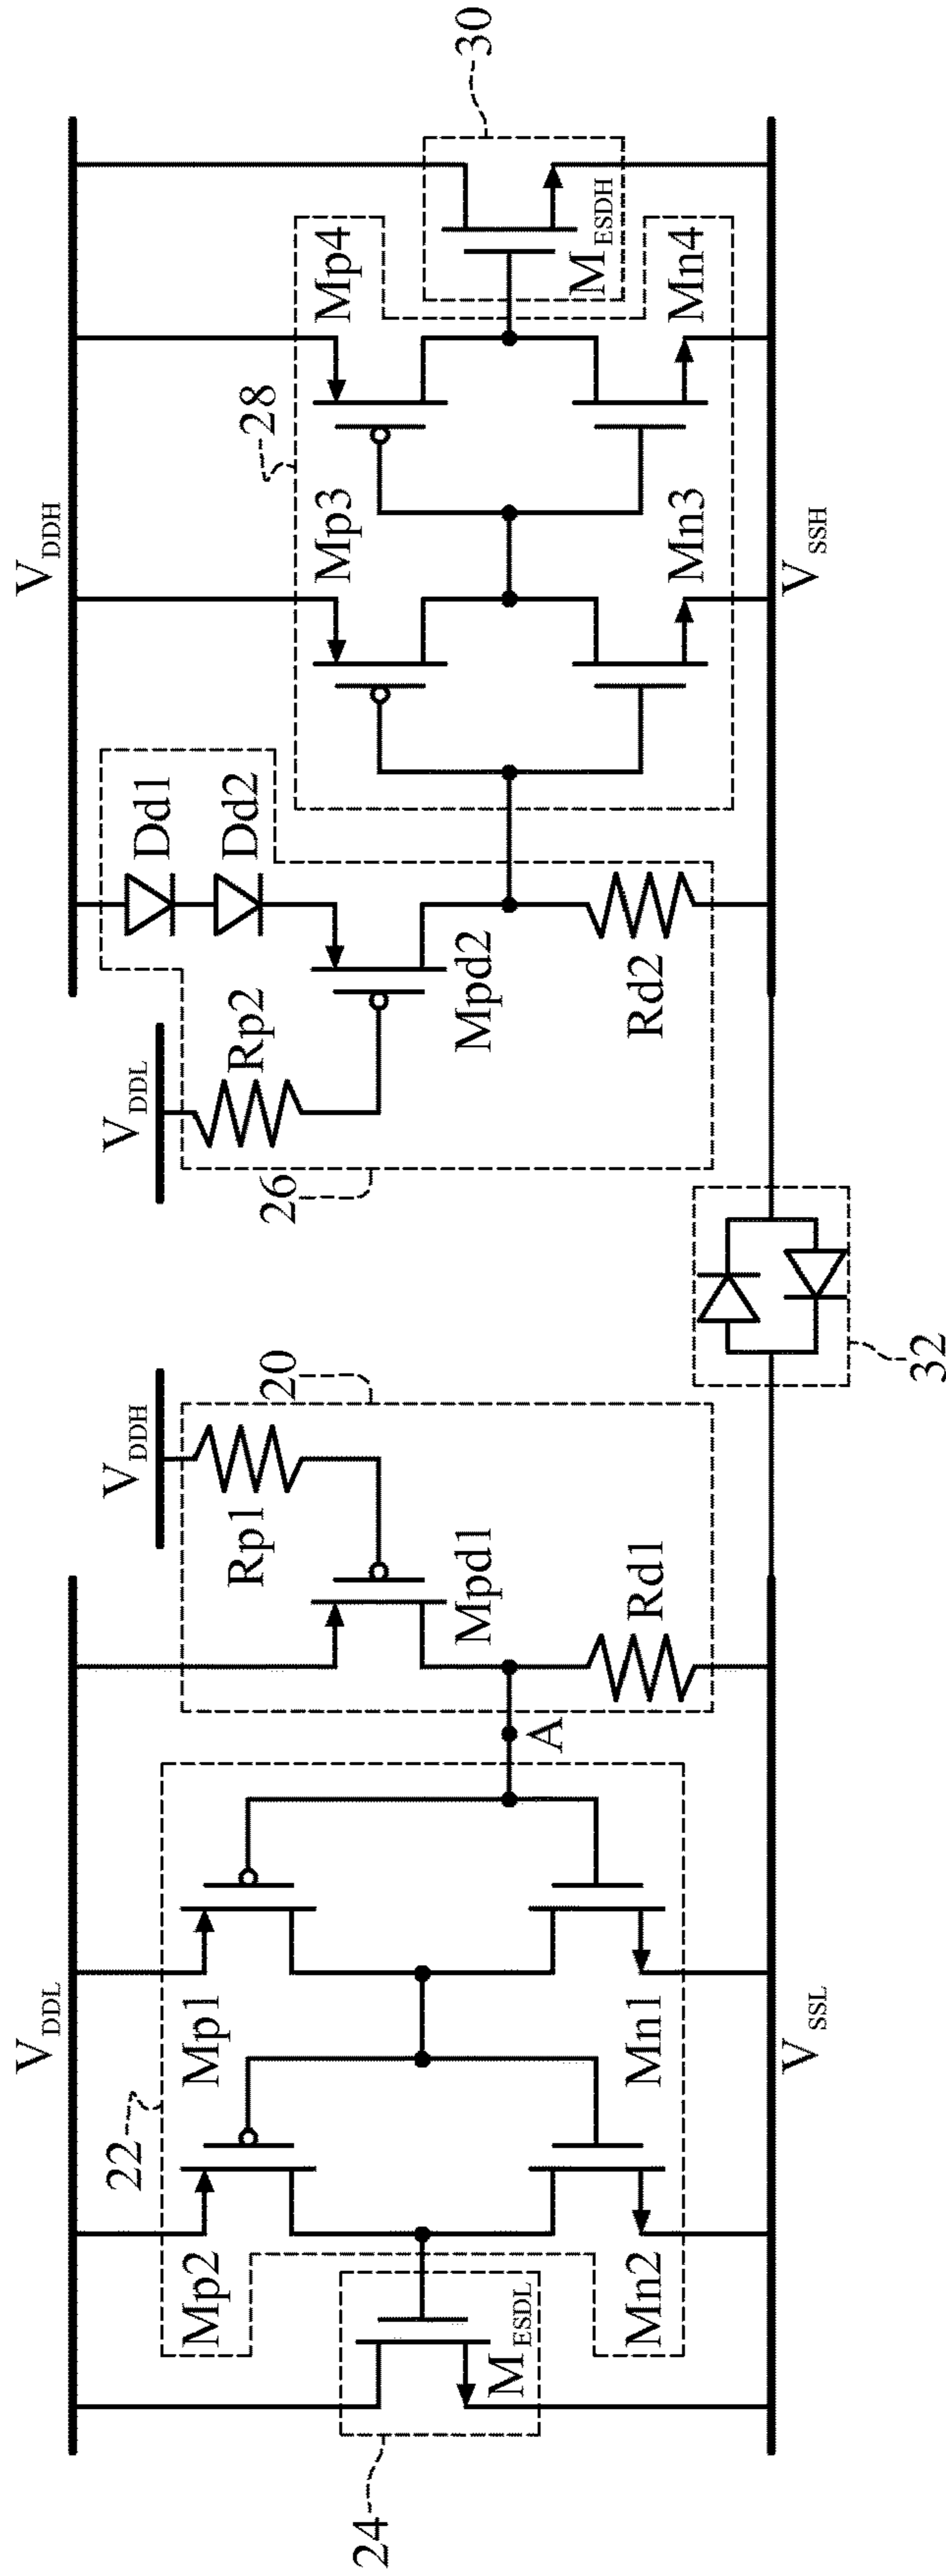 V_DDL
22
Mp2
Mp1
M_ESDL
24
Mn2
Mn1
V_SSL
A
V_DDH
Rp1
20
Mpd1
Rd1
32
V_DDL
Rp2
26
Mpd2
Rd2
Dd1
Dd2
V_DDH
28
Mp3
Mp4
Mn3
Mn4
M_ESDH
30
V_SSH